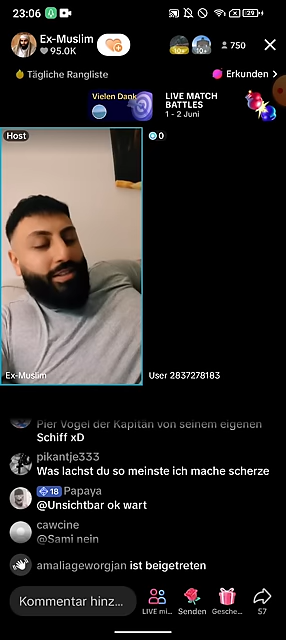 23:06
29
Ex-Muslim
95.0K
10+
10+
750
Tägliche Rangliste
Erkunden >
Vielen Dank
LIVE MATCH
BATTLES
1 - 2 Juni
Host
0
Ex-Muslim
User 2837278183
Pier Vogel der Kapitän von seinem eigenen
Schiff xD
pikantje333
Was lachst du so meinste ich mache scherze
18 Papaya
@Unsichtbar ok wart
cawcine
@Sami nein
amaliageworgjan ist beigetreten
Kommentar hinz...
LIVE mi...
Senden
Gesche...
57